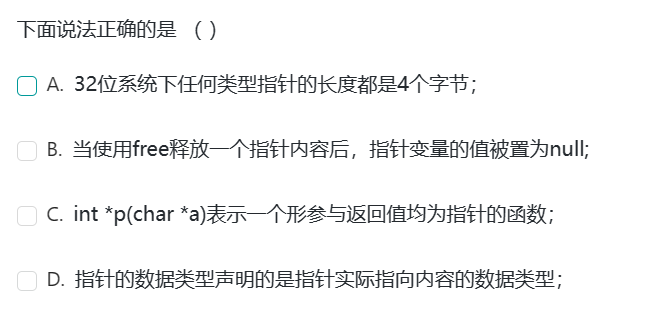 下面说法正确的是 （ ）
A. 32位系统下任何类型指针的长度都是4个字节；
B. 当使用free释放一个指针内容后，指针变量的值被置为null;
C. int *p(char *a)表示一个形参与返回值均为指针的函数；
D. 指针的数据类型声明的是指针实际指向内容的数据类型；